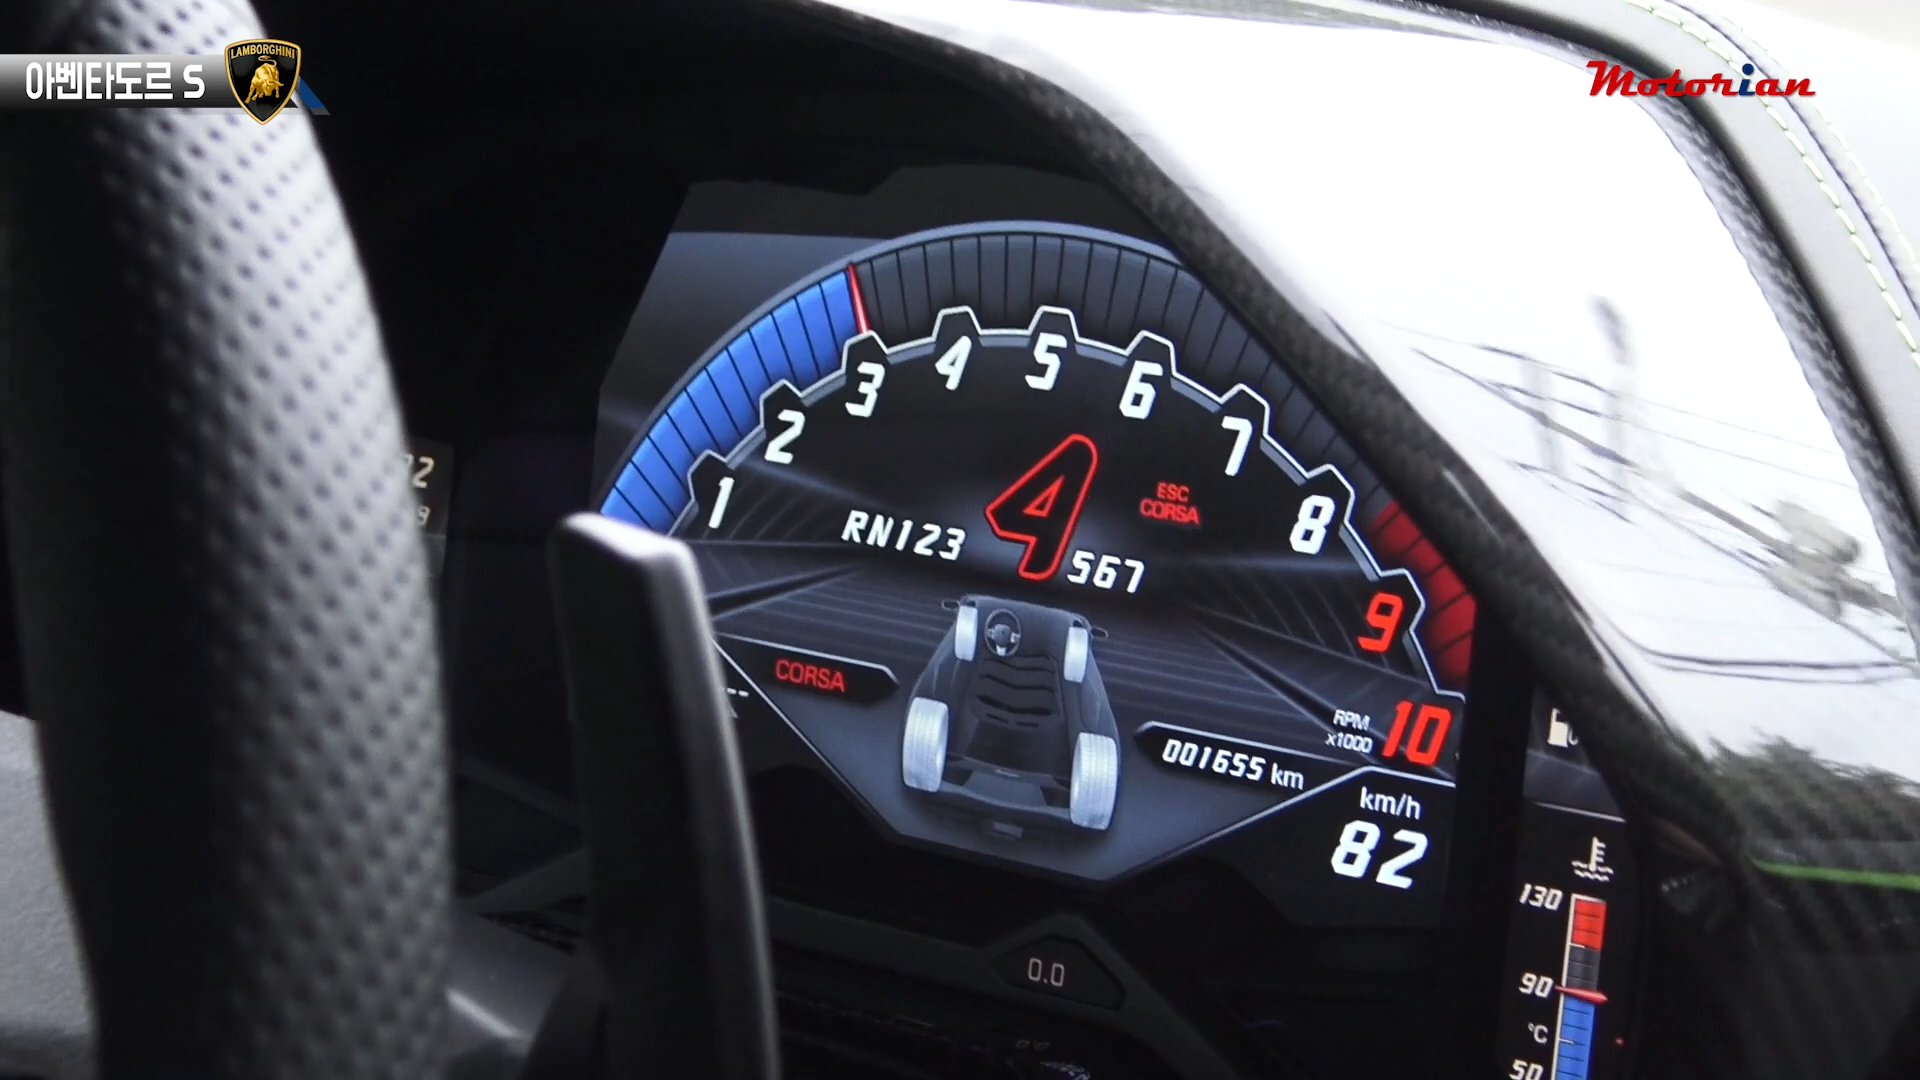 아벤타도르 S
LAMBORGHINI
Motorian
1 2 3 4 5 6 7 8 9 10
RPM
x1000
ESC
CORSA
RN123 4 567
CORSA
001655 km
km/h
82
0.0
130
90
°C
50